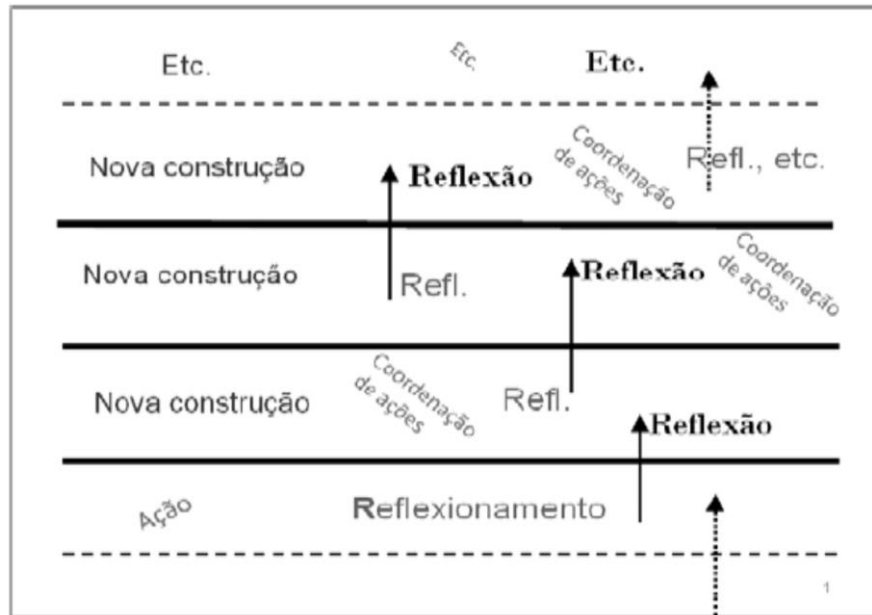 Etc.
Etc.
Etc.
Nova construção
Reflexão
Coordenação
de ações
Refl., etc.
Nova construção
Refl.
Reflexão
Coordenação
de ações
Nova construção
Coordenação
de ações
Refl.
Reflexão
Ação
Reflexionamento
1